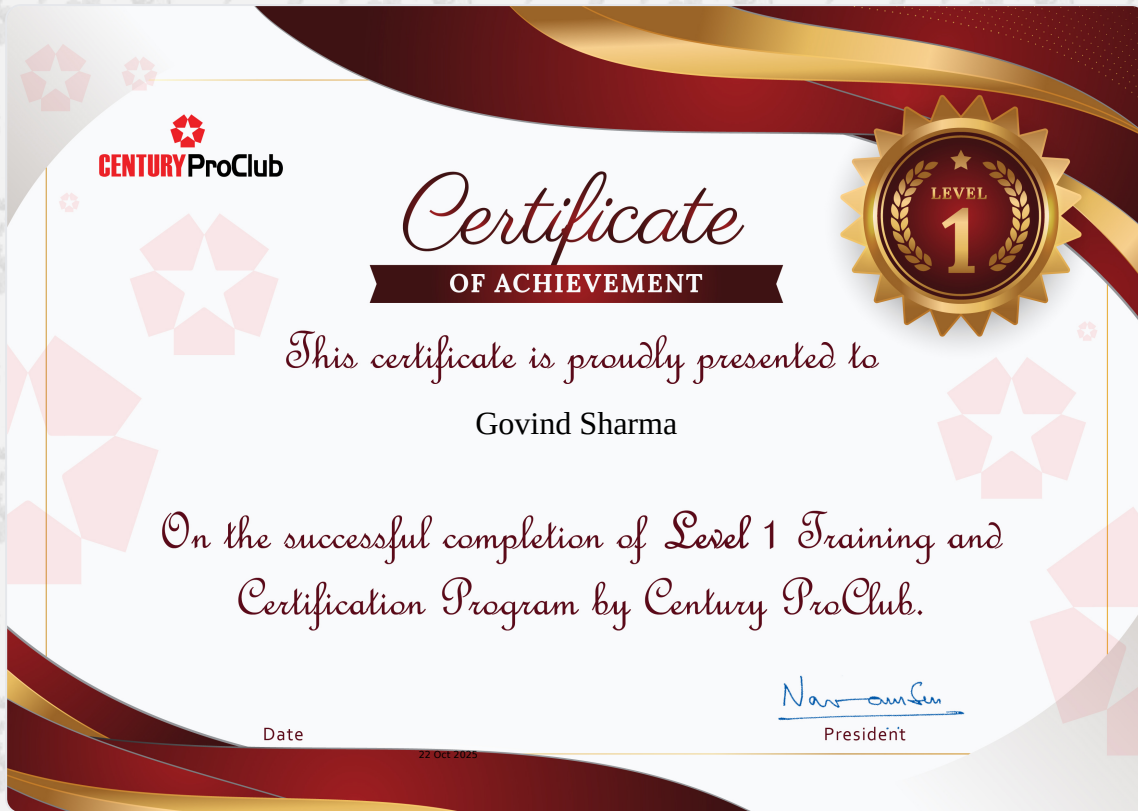 CENTURY ProClub
LEVEL
1
Certificate
OF ACHIEVEMENT
This certificate is proudly presented to
Govind Sharma
On the successful completion of Level 1 Training and
Certification Program by Century ProClub.
Date
President
22 Oct 2025